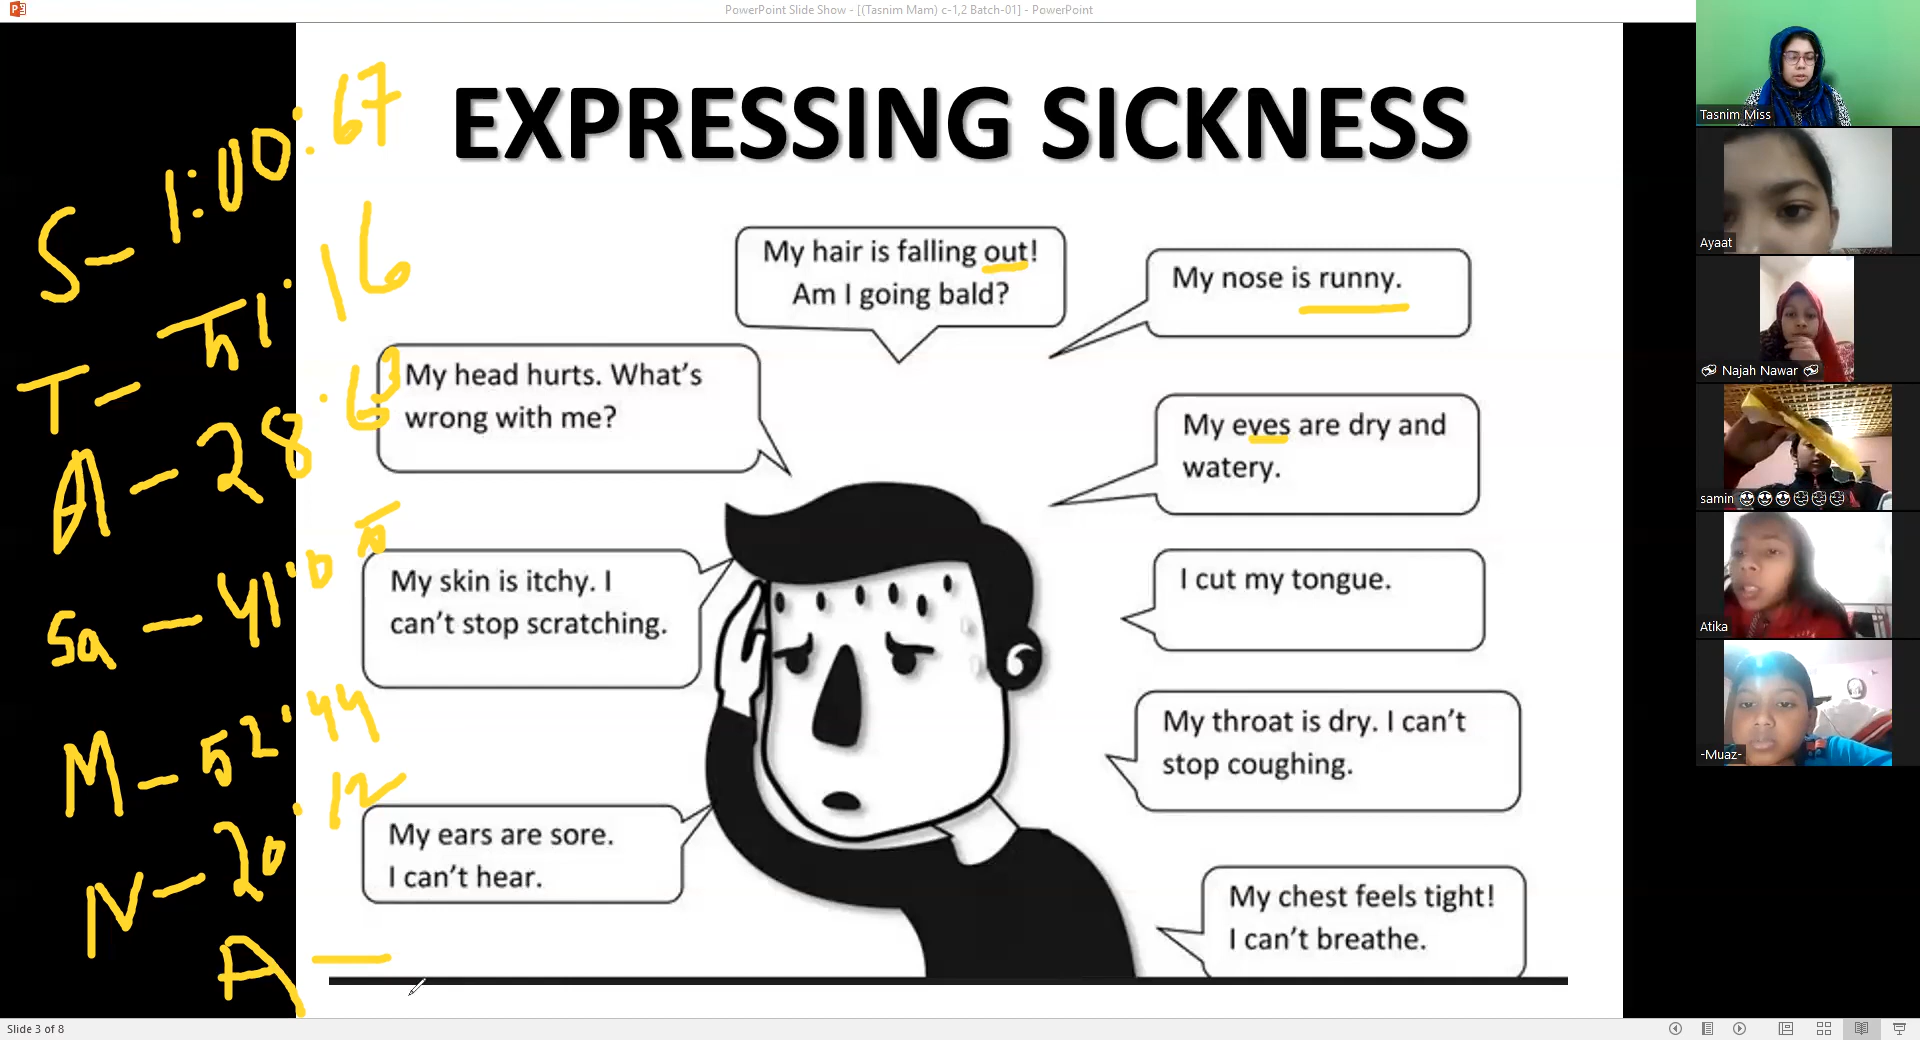 PowerPoint Slide Show - [(Tasnim Mam) c-1,2 Batch-01] - PowerPoint
EXPRESSING SICKNESS
My hair is falling out!
Am I going bald?
My nose is runny.
My head hurts. What's
wrong with me?
My eyes are dry and
watery.
My skin is itchy. I
can't stop scratching.
I cut my tongue.
My throat is dry. I can't
stop coughing.
My ears are sore.
I can't hear.
My chest feels tight!
I can't breathe.
S- 1:00:67
A - 28.63
M - 52.44
N - 20.12
A -
Tasnim Miss
Ayaat
Najah Nawar
samin
Atika
-Muaz-
Slide 3 of 8